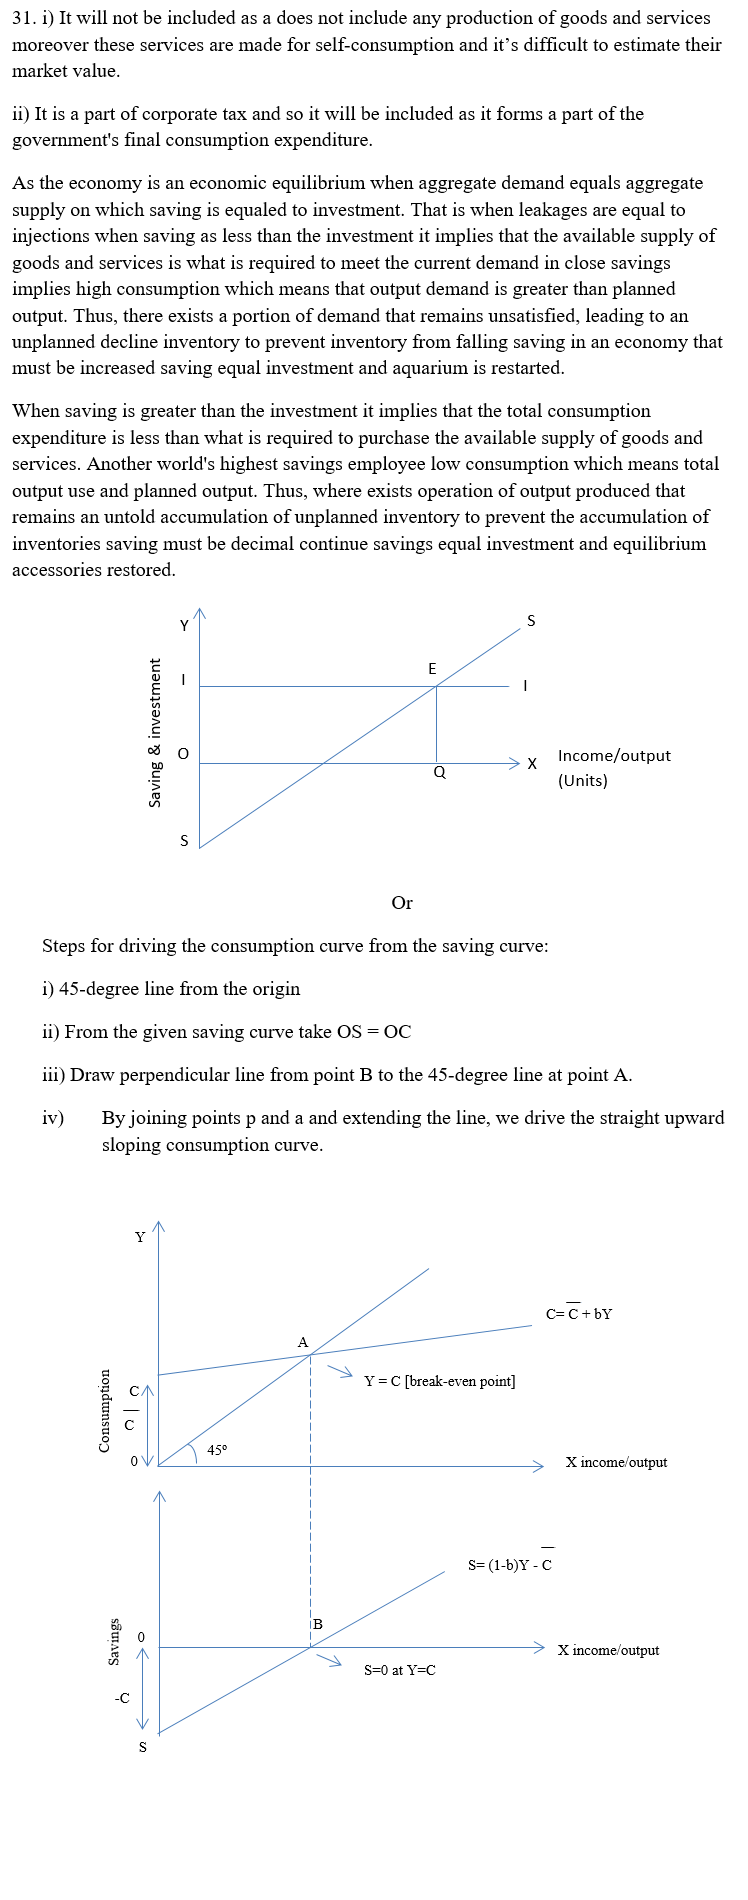 31. i) It will not be included as a does not include any production of goods and services
moreover these services are made for self-consumption and it’s difficult to estimate their
market value.
ii) It is a part of corporate tax and so it will be included as it forms a part of the
government's final consumption expenditure.
As the economy is an economic equilibrium when aggregate demand equals aggregate
supply on which saving is equaled to investment. That is when leakages are equal to
injections when saving as less than the investment it implies that the available supply of
goods and services is what is required to meet the current demand in close savings
implies high consumption which means that output demand is greater than planned
output. Thus, there exists a portion of demand that remains unsatisfied, leading to an
unplanned decline inventory to prevent inventory from falling saving in an economy that
must be increased saving equal investment and aquarium is restarted.
When saving is greater than the investment it implies that the total consumption
expenditure is less than what is required to purchase the available supply of goods and
services. Another world's highest savings employee low consumption which means total
output use and planned output. Thus, where exists operation of output produced that
remains an untold accumulation of unplanned inventory to prevent the accumulation of
inventories saving must be decimal continue savings equal investment and equilibrium
accessories restored.
Y
S
E
I
I
Saving & investment
O
X
Income/output
(Units)
Q
S
Or
Steps for driving the consumption curve from the saving curve:
i) 45-degree line from the origin
ii) From the given saving curve take OS = OC
iii) Draw perpendicular line from point B to the 45-degree line at point A.
iv) By joining points p and a and extending the line, we drive the straight upward
sloping consumption curve.
Y
C= C̅ + bY
A
Y = C [break-even point]
Consumption
C
C̅
45⁰
0
X income/output
S= (1-b)Y - C̅
B
Savings
0
X income/output
S=0 at Y=C
-C
S